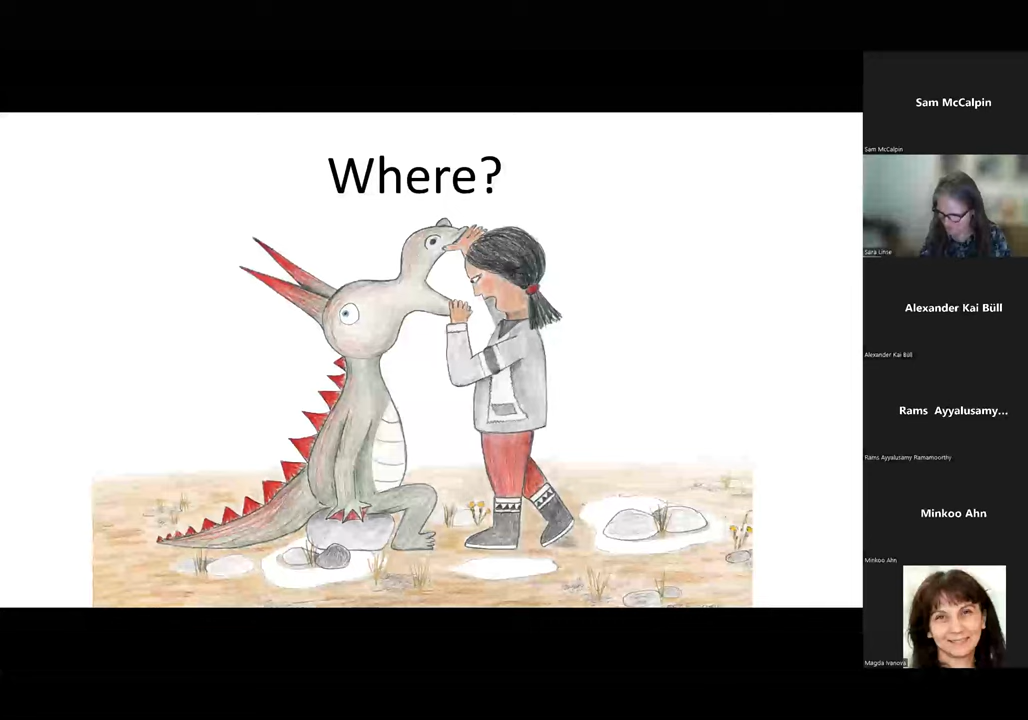 Where?
Sam McCalpin
Sam McCalpin
Sara Linse
Alexander Kai Büll
Alexander Kai Büll
Rams Ayyalusamy...
Rams Ayyalusamy Ramamoorthy
Minkoo Ahn
Minkoo Ahn
Magda Ivanova